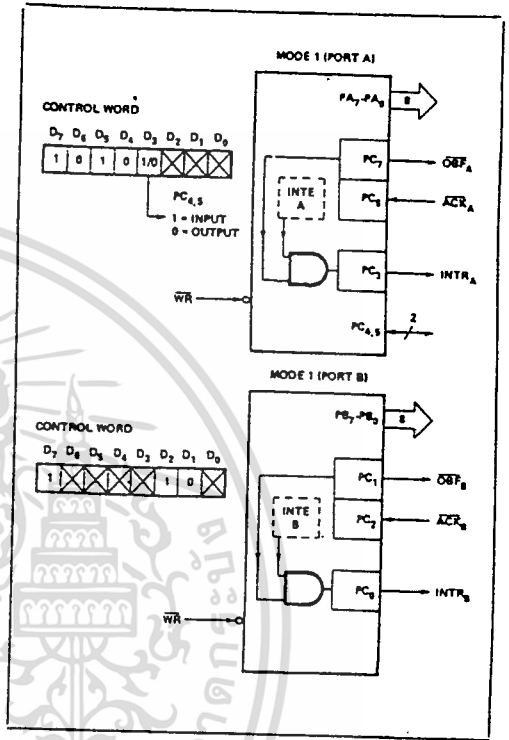 MODE 1 (PORT A)
CONTROL WORD
D7 D6 D5 D4 D3 D2 D1 D0
1 0 1 0 1/0
PC4,5
1 = INPUT
0 = OUTPUT
PA7-PA0
8
PC7
OBFA
PC6
ACKA
INTE
A
PC3
INTRA
WR
PC4,5
2
MODE 1 (PORT B)
CONTROL WORD
D7 D6 D5 D4 D3 D2 D1 D0
1 1 0
PB7-PB0
8
PC1
OBFB
PC2
ACKB
INTE
B
PC0
INTRB
WR